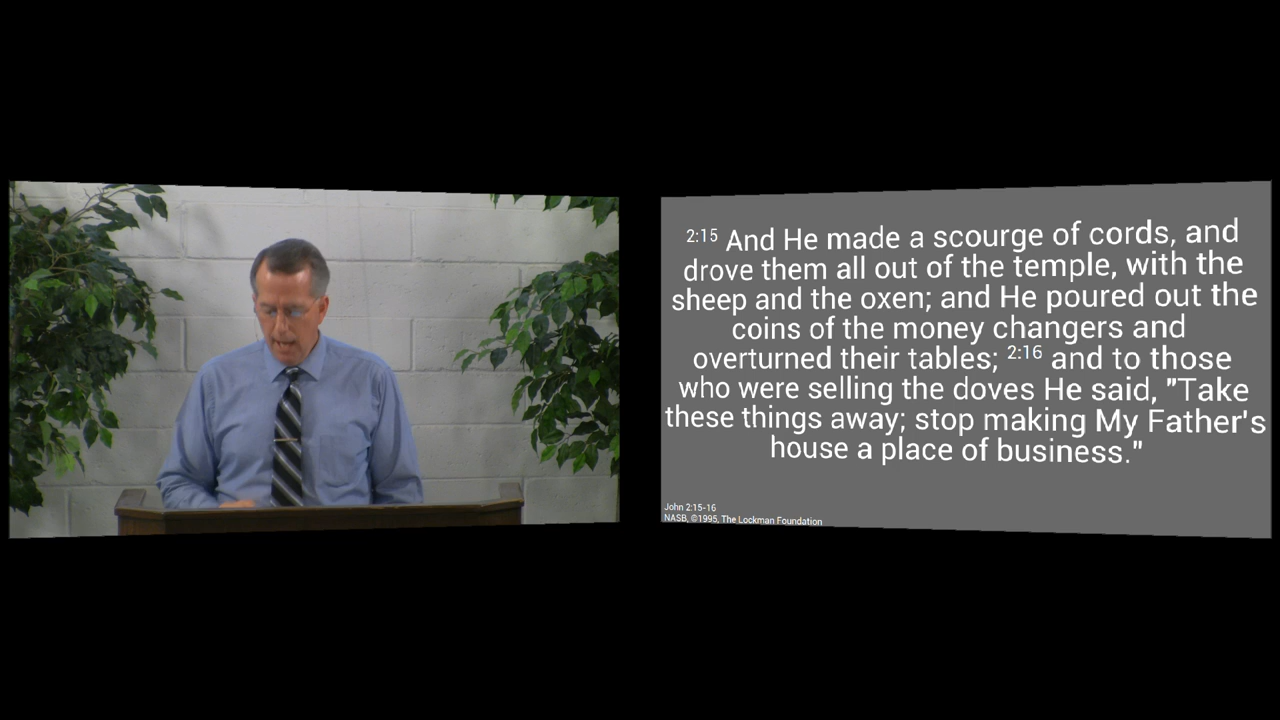 2:15 And He made a scourge of cords, and
drove them all out of the temple, with the
sheep and the oxen; and He poured out the
coins of the money changers and
overturned their tables; 2:16 and to those
who were selling the doves He said, "Take
these things away; stop making My Father's
house a place of business."
John 2:15-16
NASB, ©1995, The Lockman Foundation